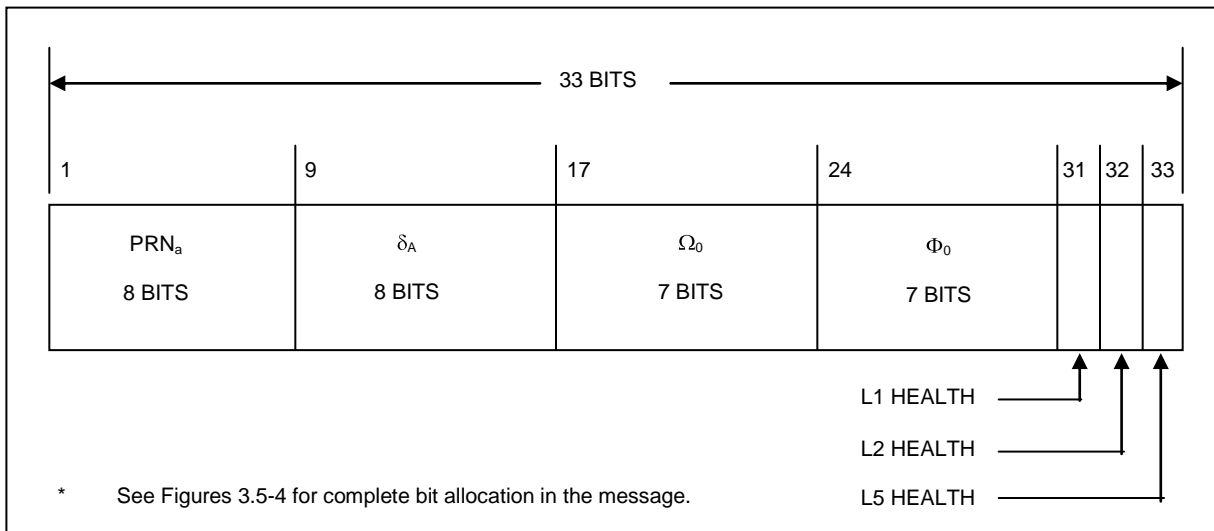 33 BITS
1 9 17 24 31 32 33
PRNa δA Ω0 Φ0
8 BITS 8 BITS 7 BITS 7 BITS
L1 HEALTH
L2 HEALTH
L5 HEALTH
* See Figures 3.5-4 for complete bit allocation in the message.